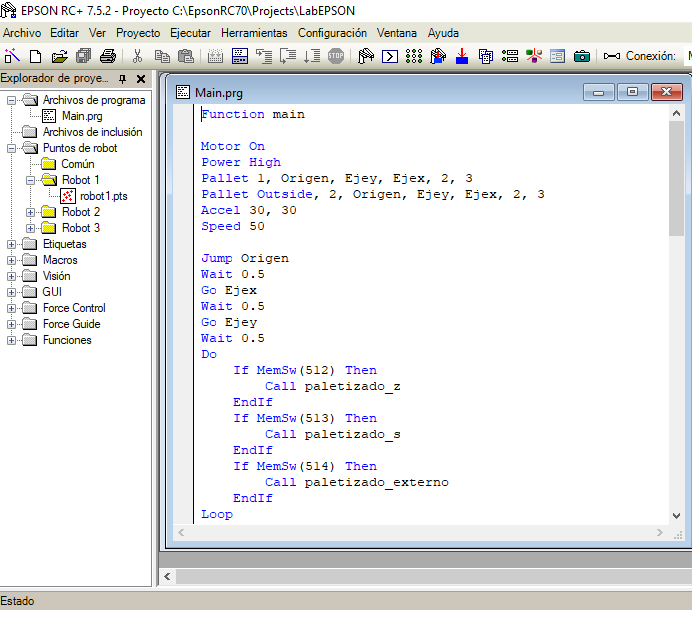 EPSON RC+ 7.5.2 - Proyecto C:\EpsonRC70\Projects\LabEPSON
Archivo Editar Ver Proyecto Ejecutar Herramientas Configuración Ventana Ayuda
STOP
Conexión:
Explorador de proye...
Archivos de programa
Main.prg
Archivos de inclusión
Puntos de robot
Común
Robot 1
robot1.pts
Robot 2
Robot 3
Etiquetas
Macros
Visión
GUI
Force Control
Force Guide
Funciones
Main.prg
Function main
Motor On
Power High
Pallet 1, Origen, Ejey, Ejex, 2, 3
Pallet Outside, 2, Origen, Ejey, Ejex, 2, 3
Accel 30, 30
Speed 50
Jump Origen
Wait 0.5
Go Ejex
Wait 0.5
Go Ejey
Wait 0.5
Do
If MemSw(512) Then
Call paletizado_z
EndIf
If MemSw(513) Then
Call paletizado_s
EndIf
If MemSw(514) Then
Call paletizado_externo
EndIf
Loop
Estado